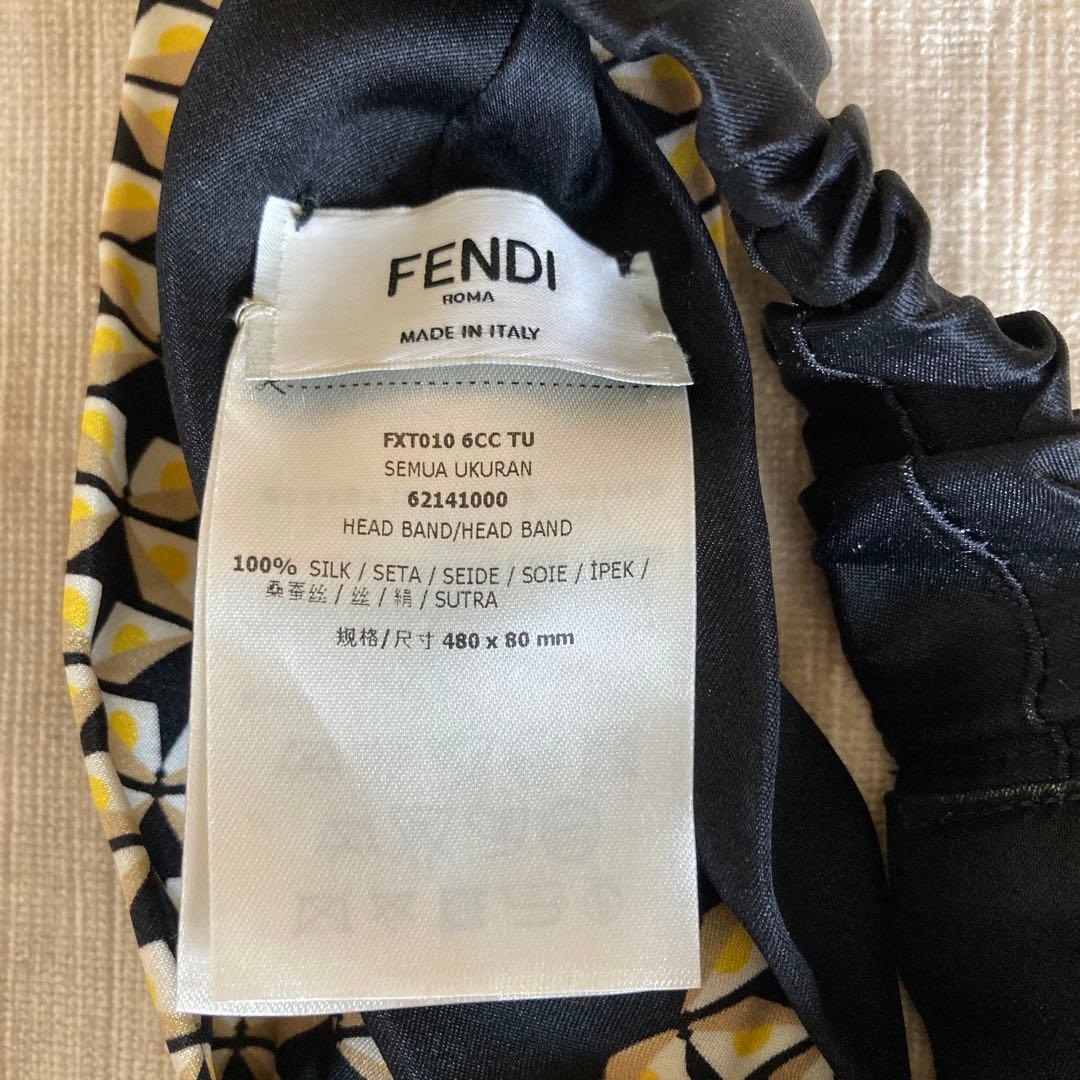 FENDI
ROMA
MADE IN ITALY
FXT010 6CC TU
SEMUA UKURAN
62141000
HEAD BAND/HEAD BAND
100% SILK / SETA / SEIDE / SOIE / İPEK /
桑蚕丝 / 丝 / 絹 / SUTRA
规格/尺寸 480 x 80 mm